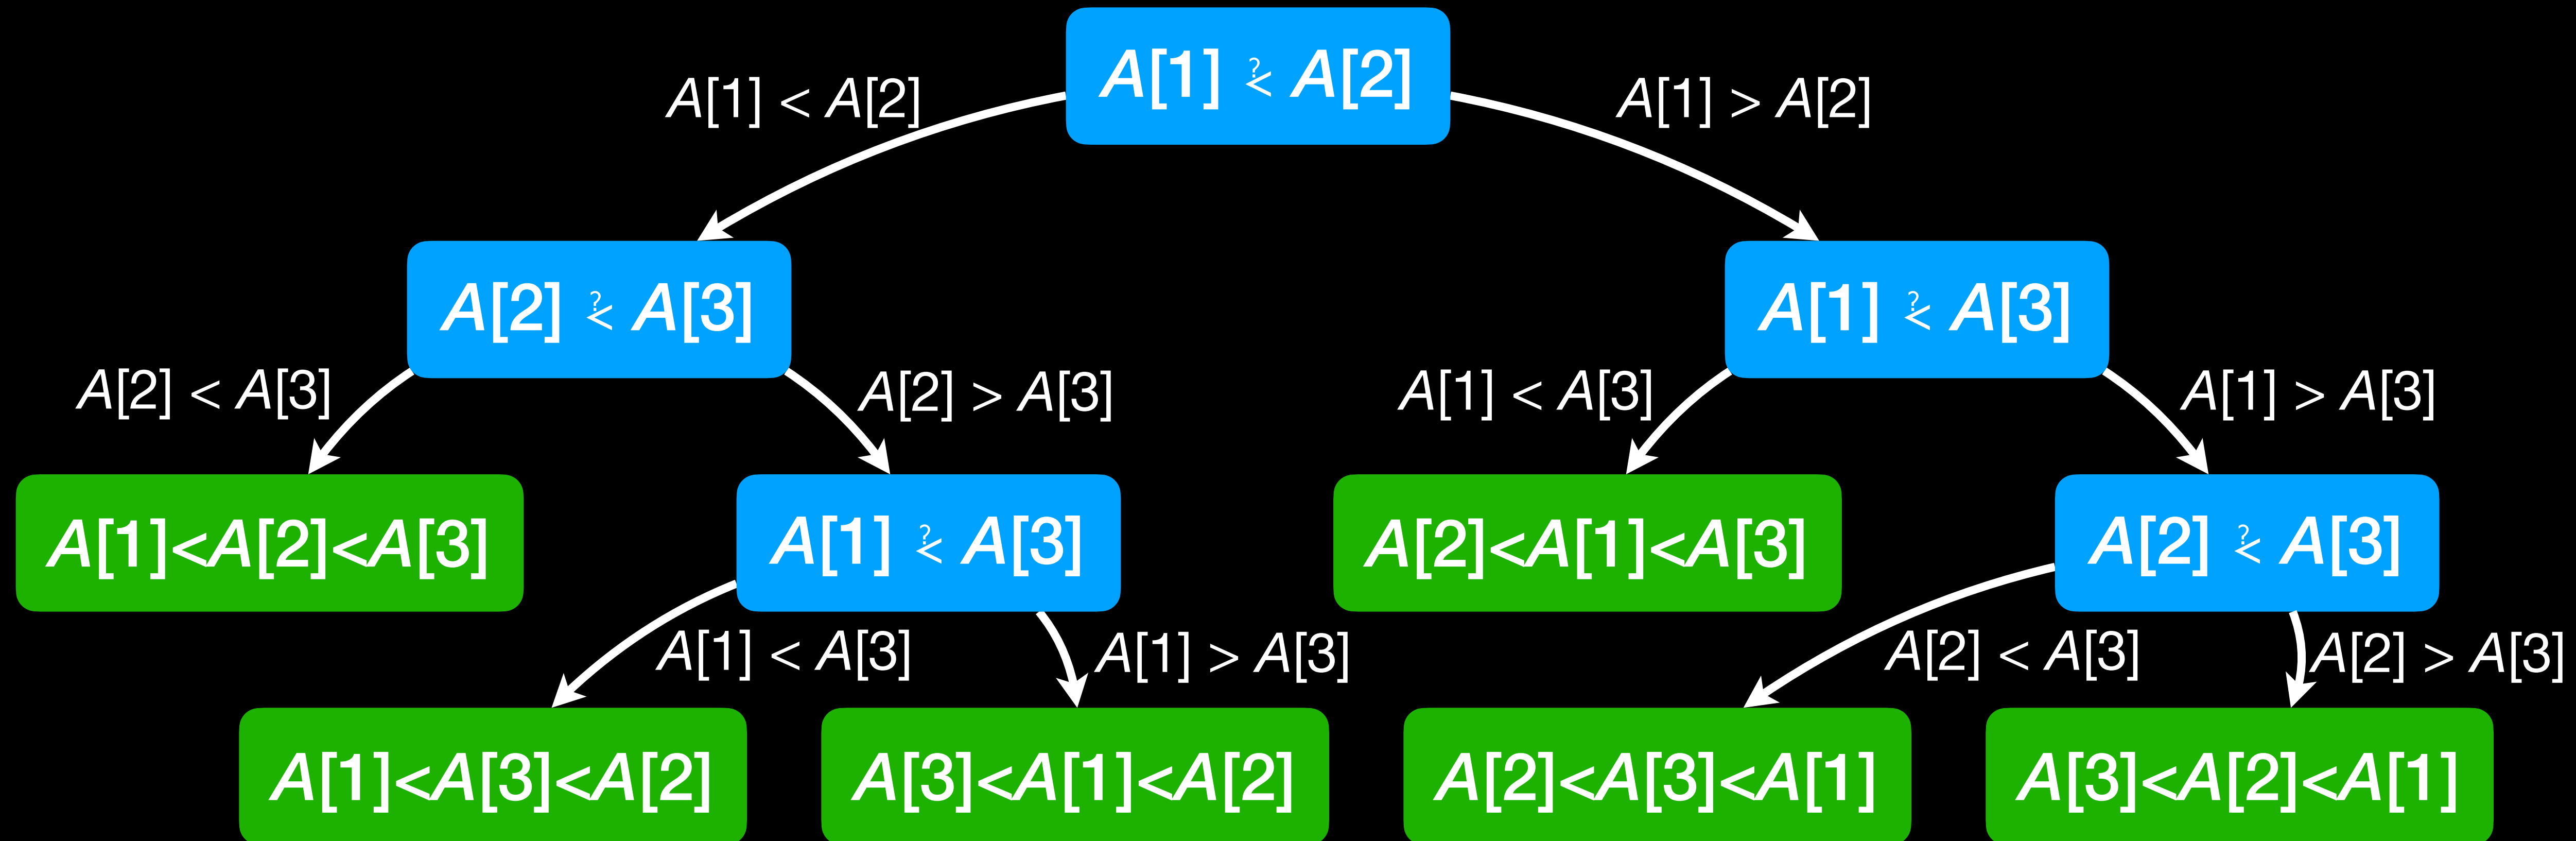 A[1] <? A[2]
A[1] < A[2]
A[1] > A[2]
A[2] <? A[3]
A[1] <? A[3]
A[2] < A[3]
A[2] > A[3]
A[1] < A[3]
A[1] > A[3]
A[1]<A[2]<A[3]
A[1] <? A[3]
A[2]<A[1]<A[3]
A[2] <? A[3]
A[1] < A[3]
A[1] > A[3]
A[2] < A[3]
A[2] > A[3]
A[1]<A[3]<A[2]
A[3]<A[1]<A[2]
A[2]<A[3]<A[1]
A[3]<A[2]<A[1]